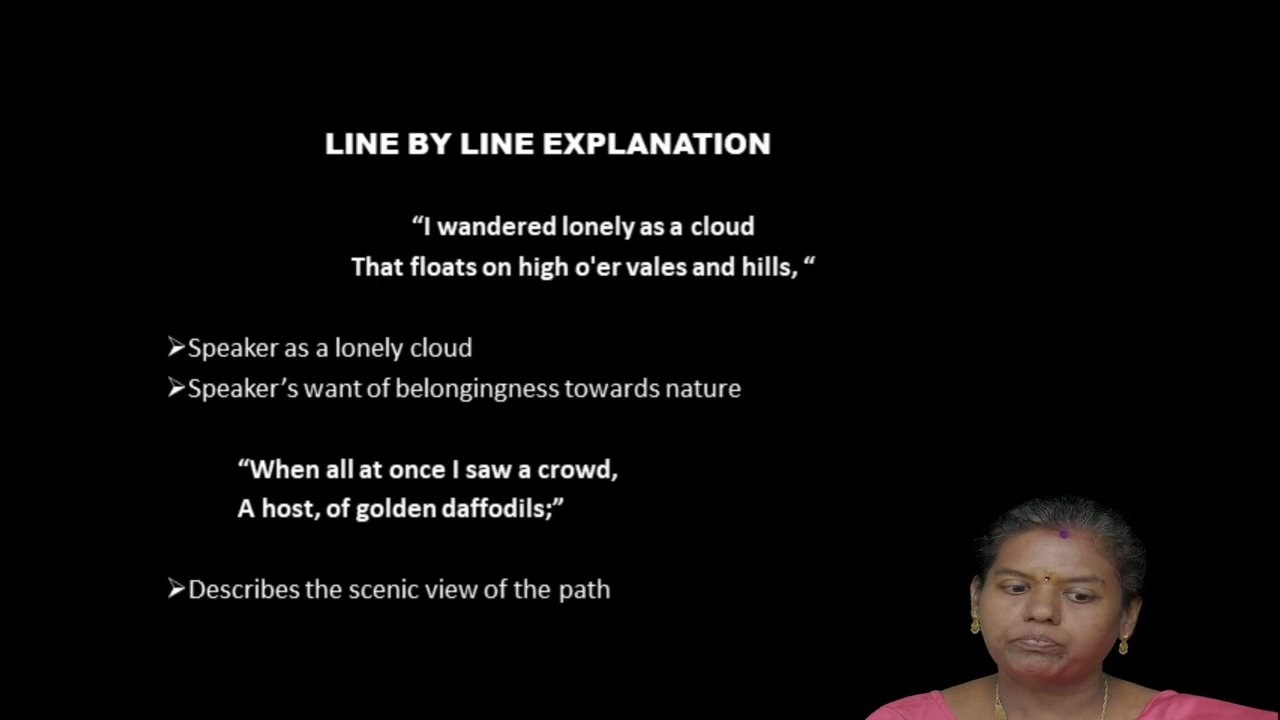 LINE BY LINE EXPLANATION
“I wandered lonely as a cloud
That floats on high o'er vales and hills, “
➢Speaker as a lonely cloud
➢Speaker’s want of belongingness towards nature
“When all at once I saw a crowd,
A host, of golden daffodils;”
➢Describes the scenic view of the path